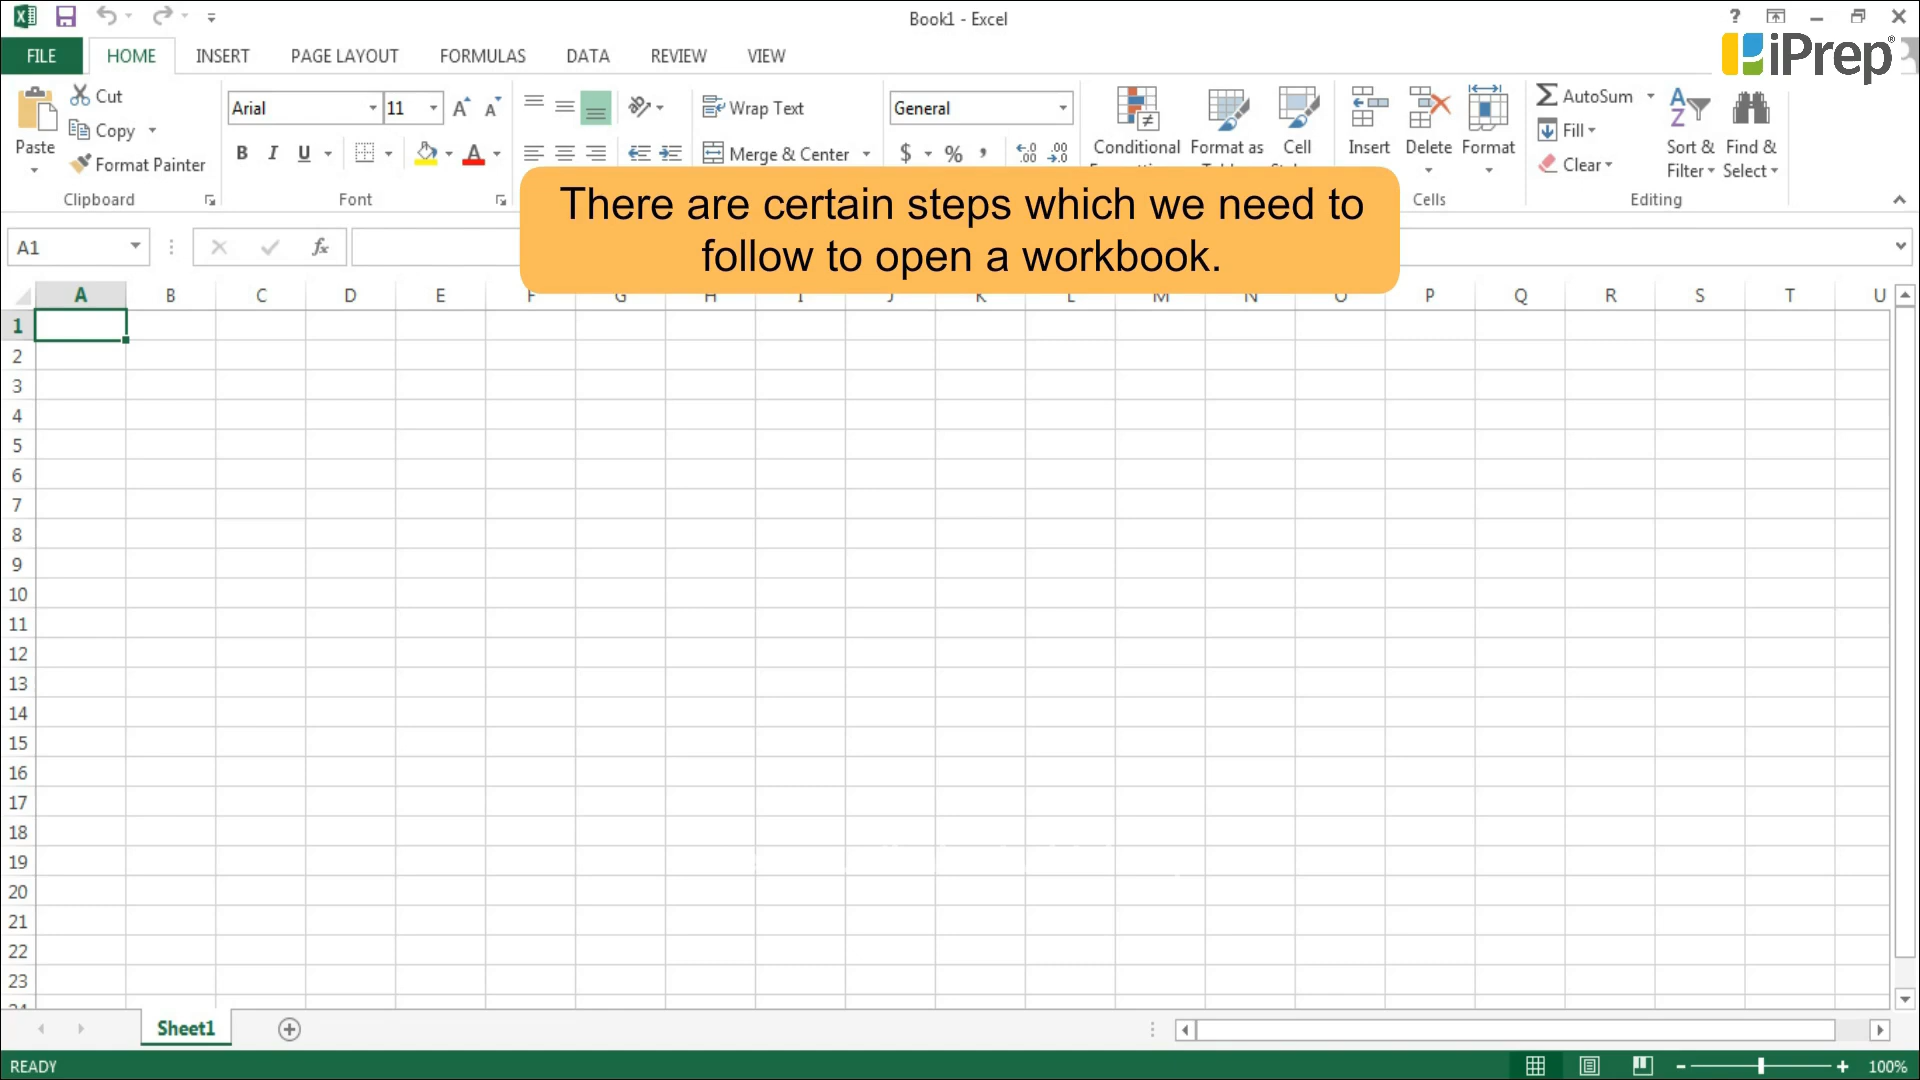 Book1 - Excel
?
iPrep®
FILE HOME INSERT PAGE LAYOUT FORMULAS DATA REVIEW VIEW
Cut
Copy
Format Painter
Paste
Clipboard
Arial 11
B I U
Font
Wrap Text
Merge & Center
General
$ % ,
Conditional
Format as
Cell
Insert Delete Format
Cells
AutoSum
Fill
Clear
Sort &
Filter
Find &
Select
Editing
There are certain steps which we need to
follow to open a workbook.
A1
fx
A B C D E F G H I J K L M N O P Q R S T U
1
2
3
4
5
6
7
8
9
10
11
12
13
14
15
16
17
18
19
20
21
22
23
Sheet1
READY
100%